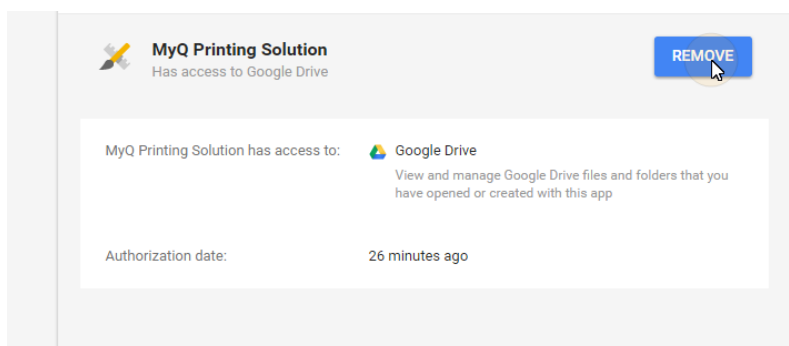 MyQ Printing Solution
Has access to Google Drive
REMOVE
MyQ Printing Solution has access to:
Google Drive
View and manage Google Drive files and folders that you
have opened or created with this app
Authorization date:
26 minutes ago